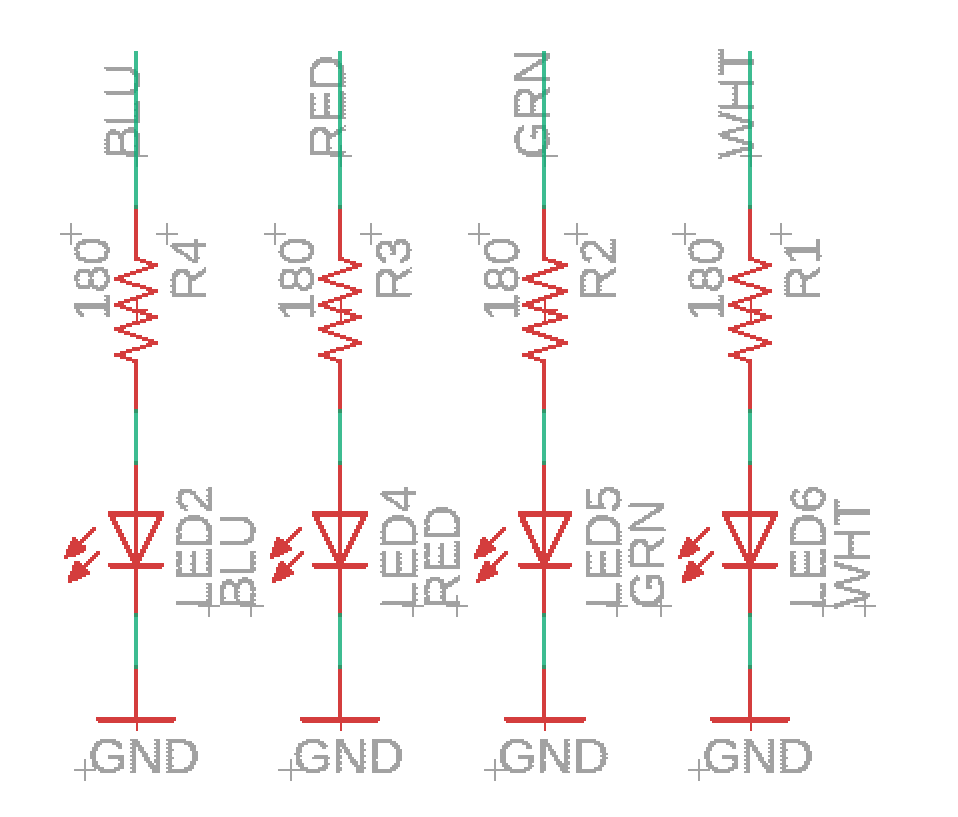 BLU
RED
GRN
WHT
180
R4
180
R3
180
R2
180
R1
LED2
BLU
LED4
RED
LED5
GRN
LED6
WHT
GND
GND
GND
GND